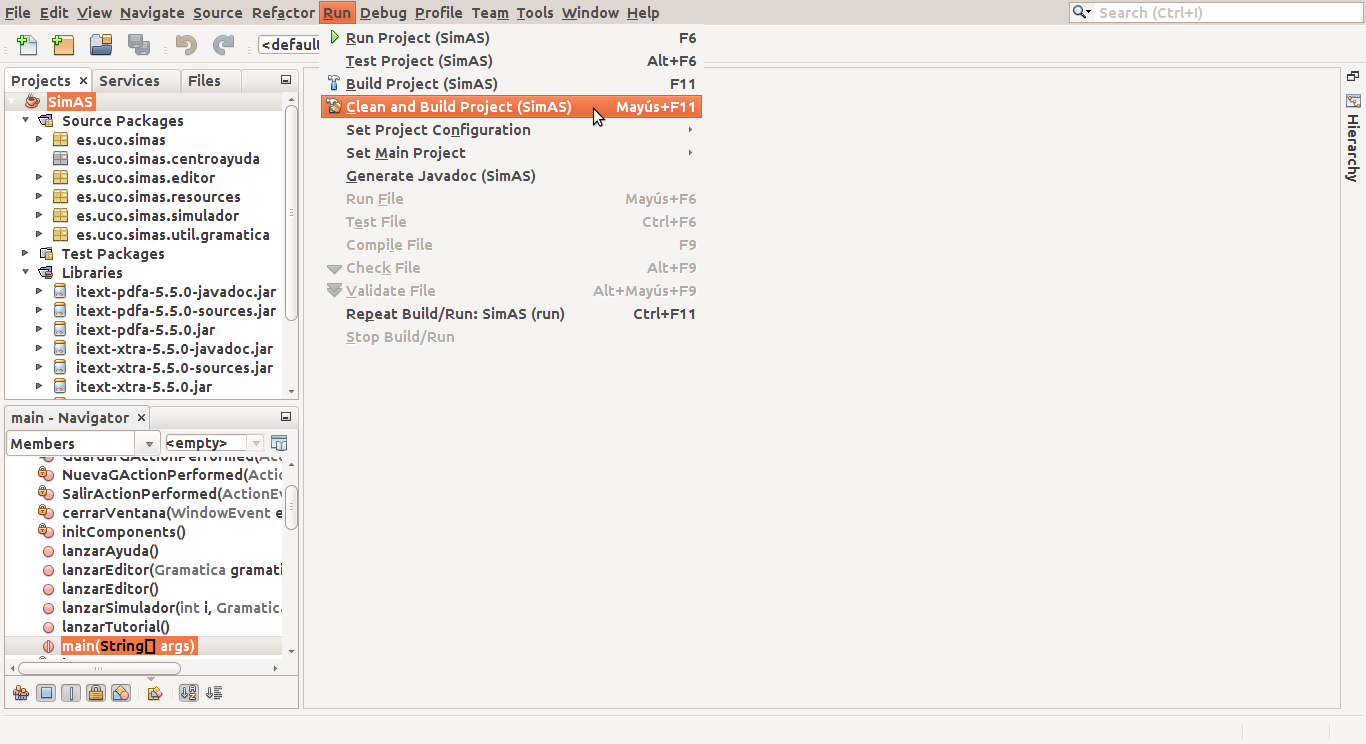 File Edit View Navigate Source Refactor Run Debug Profile Team Tools Window Help
Search (Ctrl+I)
<default
Run Project (SimAS) F6
Test Project (SimAS) Alt+F6
Build Project (SimAS) F11
Clean and Build Project (SimAS) Mayús+F11
Set Project Configuration
Set Main Project
Generate Javadoc (SimAS)
Run File Mayús+F6
Test File Ctrl+F6
Compile File F9
Check File Alt+F9
Validate File Alt+Mayús+F9
Repeat Build/Run: SimAS (run) Ctrl+F11
Stop Build/Run
Projects × Services Files
SimAS
Source Packages
es.uco.simas
es.uco.simas.centroayuda
es.uco.simas.editor
es.uco.simas.resources
es.uco.simas.simulador
es.uco.simas.util.gramatica
Test Packages
Libraries
itext-pdfa-5.5.0-javadoc.jar
itext-pdfa-5.5.0-sources.jar
itext-pdfa-5.5.0.jar
itext-xtra-5.5.0-javadoc.jar
itext-xtra-5.5.0-sources.jar
itext-xtra-5.5.0.jar
main - Navigator ×
Members <empty>
GuardarGActionPerformed(Act
NuevaGActionPerformed(Actio
SalirActionPerformed(ActionEv
cerrarVentana(WindowEvent e
initComponents()
lanzarAyuda()
lanzarEditor(Gramatica gramati
lanzarEditor()
lanzarSimulador(int i, Gramatica
lanzarTutorial()
main(String[] args)
Hierarchy